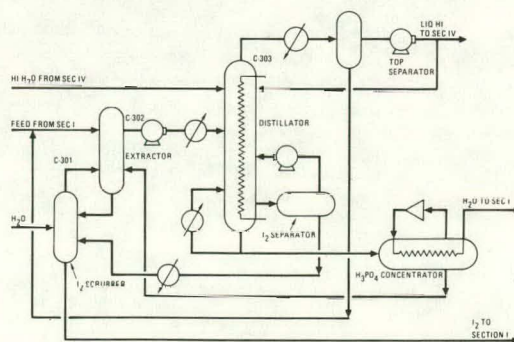 LIQ HI
TO SEC IV
C-303
TOP
SEPARATOR
HI H2O FROM SEC IV
C-302
FEED FROM SEC I
DISTILLATOR
EXTRACTOR
C-301
H2O
I2 SEPARATOR
H2O TO SEC I
I2 SCRUBBER
H3PO4 CONCENTRATOR
I2 TO
SECTION I